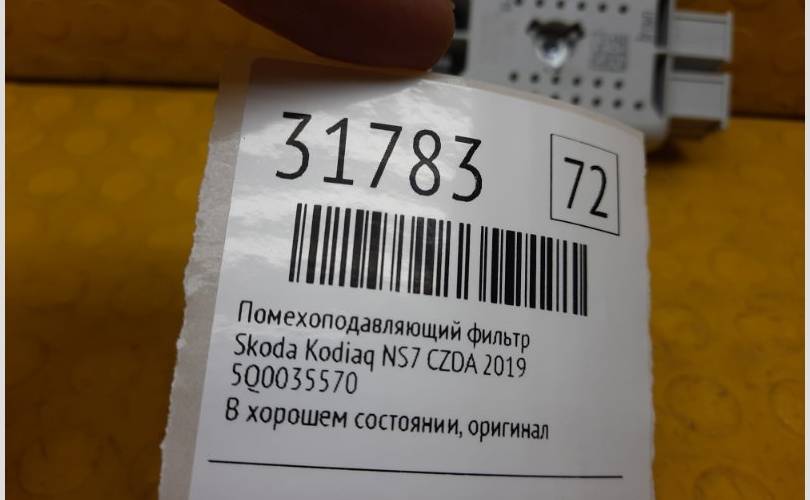 31783
72
Помехоподавляющий фильтр
Skoda Kodiaq NS7 CZDA 2019
5Q0035570
В хорошем состоянии, оригинал